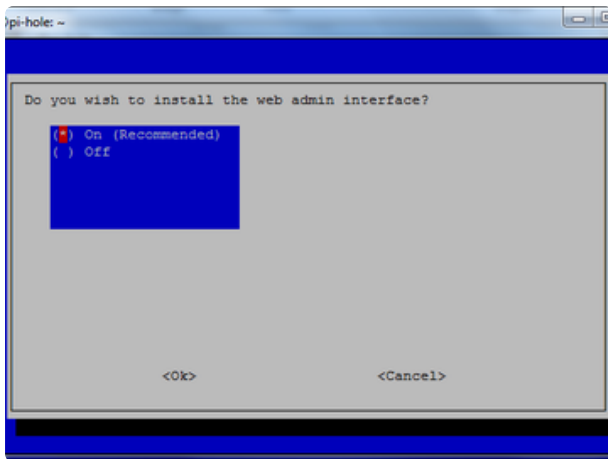 pi-hole: ~
Do you wish to install the web admin interface?
(*) On (Recommended)
( ) Off
<Ok> <Cancel>